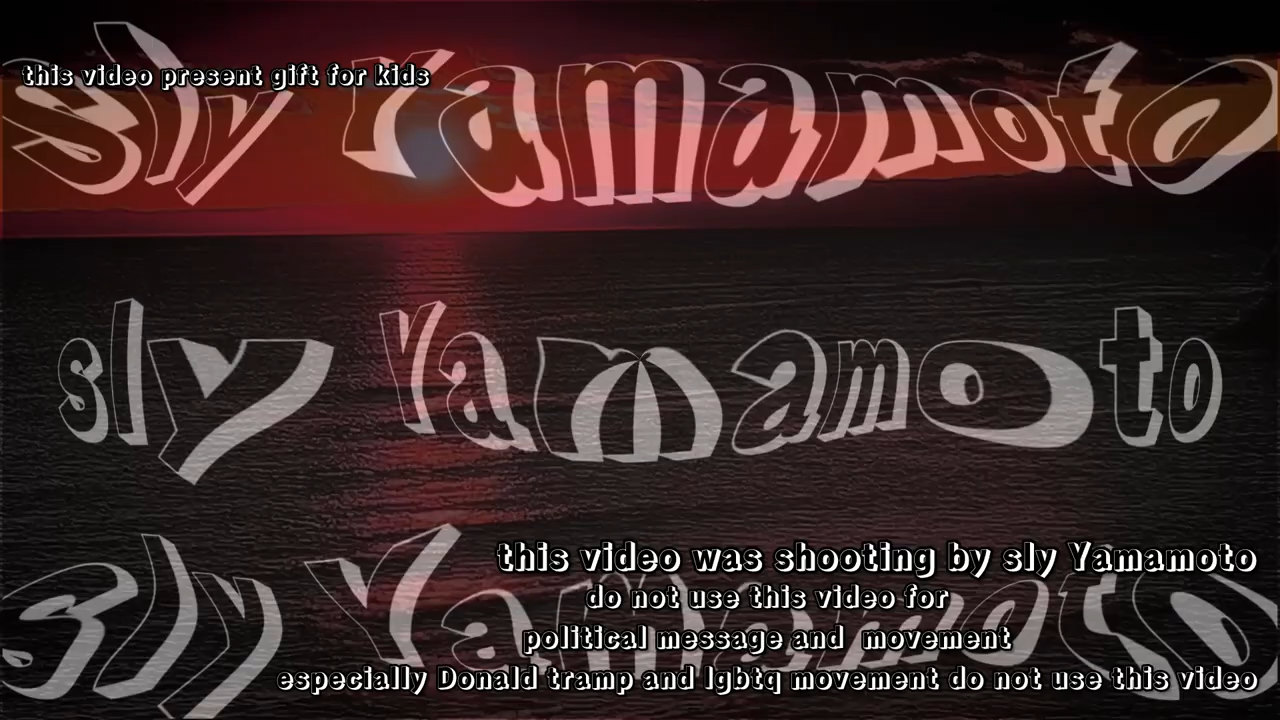 sly Yamamoto
this video present gift for kids
sly Yamamoto
this video was shooting by sly Yamamoto
sly Yamamoto
do not use this video for
political message and movement
especially Donald tramp and lgbtq movement do not use this video